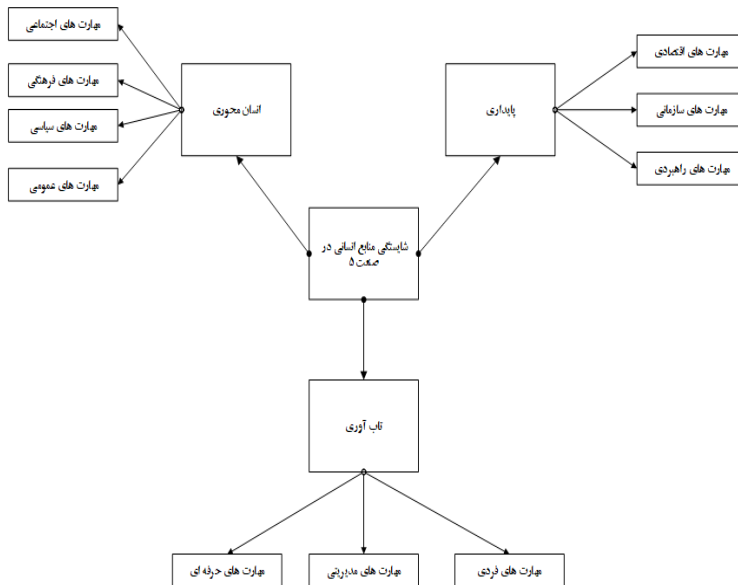 مهارت های اجتماعی
مهارت های فرهنگی
مهارت های سیاسی
مهارت های عمومی
انسان محوری
پایداری
مهارت های اقتصادی
مهارت های سازمانی
مهارت های راهبردی
شایستگی منابع انسانی در
صنعت ۵
تاب آوری
مهارت های فردی
مهارت های مدیریتی
مهارت های حرفه ای